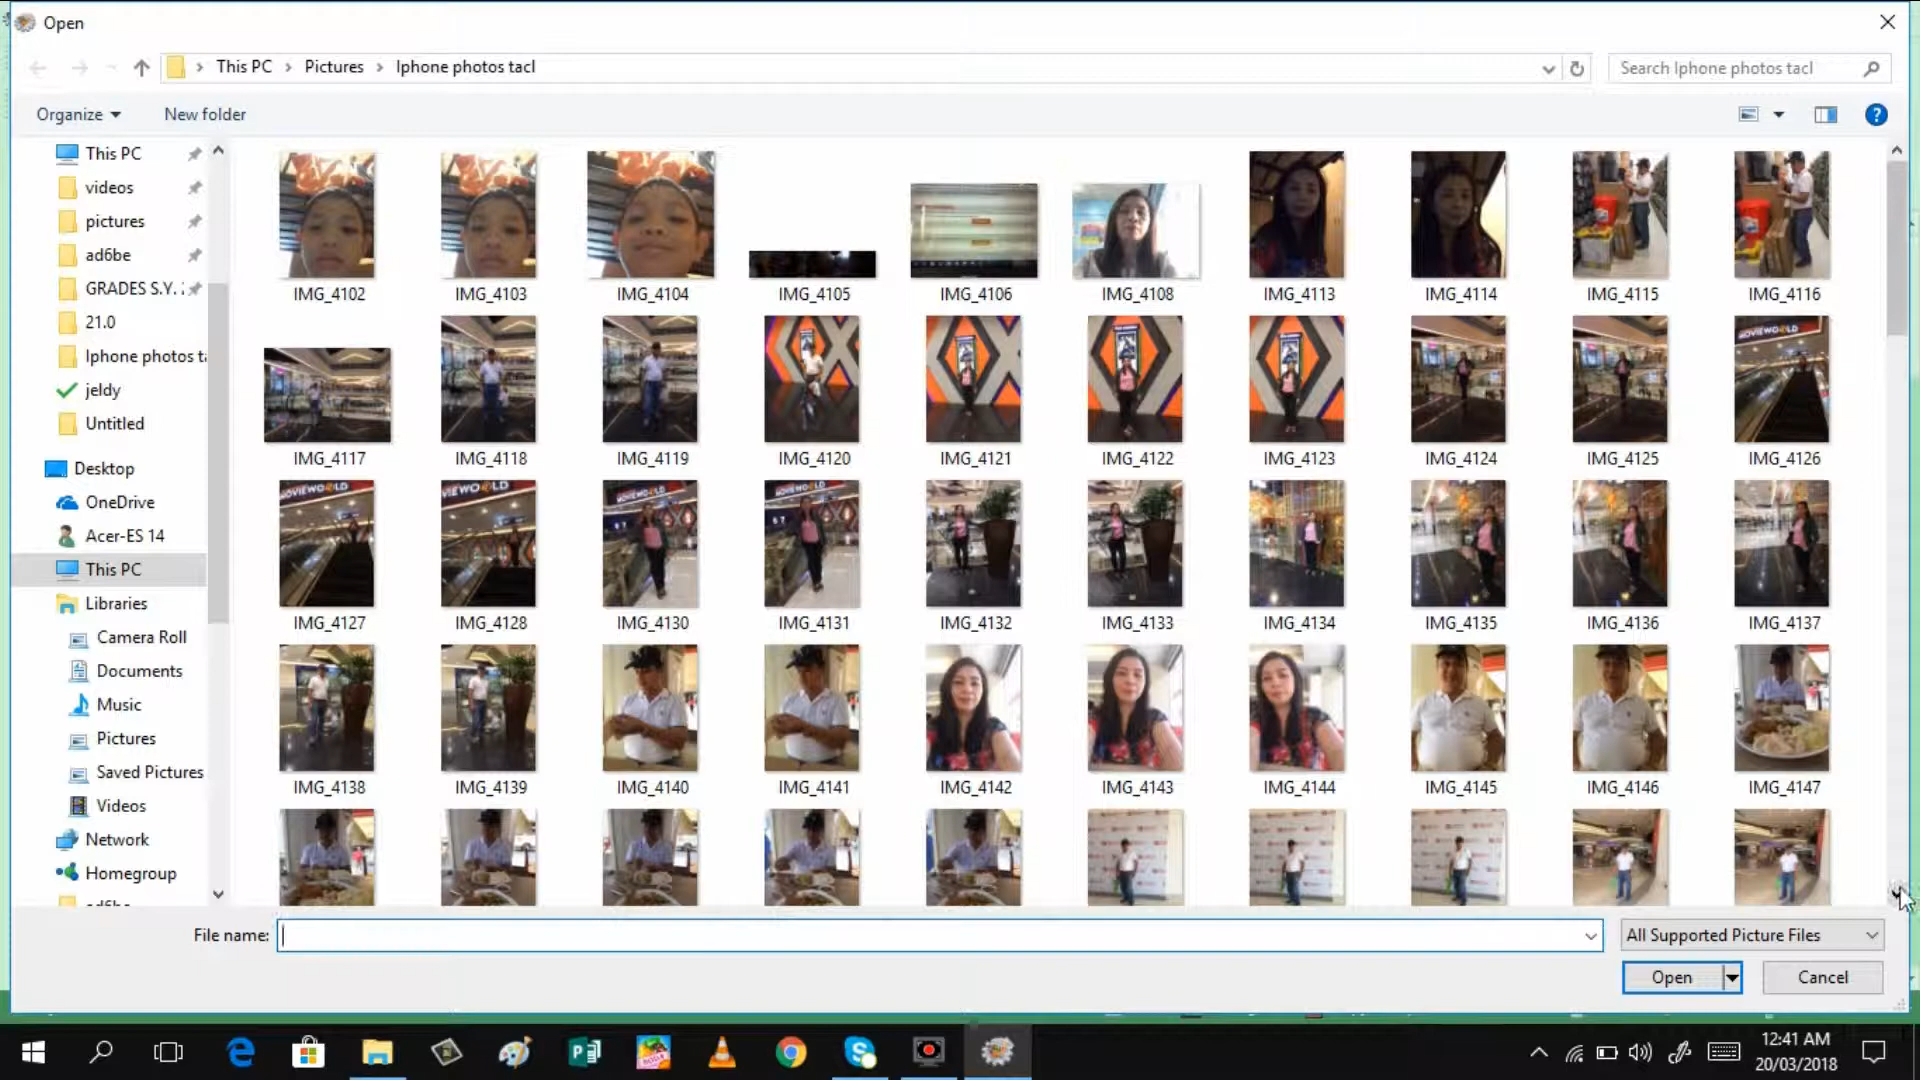 Open
This PC > Pictures > Iphone photos tacl
Search Iphone photos tacl
Organize
New folder
This PC
videos
pictures
ad6be
GRADES S.Y.
21.0
Iphone photos ta
jeldy
Untitled
Desktop
OneDrive
Acer-ES 14
This PC
Libraries
Camera Roll
Documents
Music
Pictures
Saved Pictures
Videos
Network
Homegroup
IMG_4102 IMG_4103 IMG_4104 IMG_4105 IMG_4106 IMG_4108 IMG_4113 IMG_4114 IMG_4115 IMG_4116
IMG_4117 IMG_4118 IMG_4119 IMG_4120 IMG_4121 IMG_4122 IMG_4123 IMG_4124 IMG_4125 IMG_4126
IMG_4127 IMG_4128 IMG_4130 IMG_4131 IMG_4132 IMG_4133 IMG_4134 IMG_4135 IMG_4136 IMG_4137
IMG_4138 IMG_4139 IMG_4140 IMG_4141 IMG_4142 IMG_4143 IMG_4144 IMG_4145 IMG_4146 IMG_4147
File name:
All Supported Picture Files
Open
Cancel
12:41 AM
20/03/2018